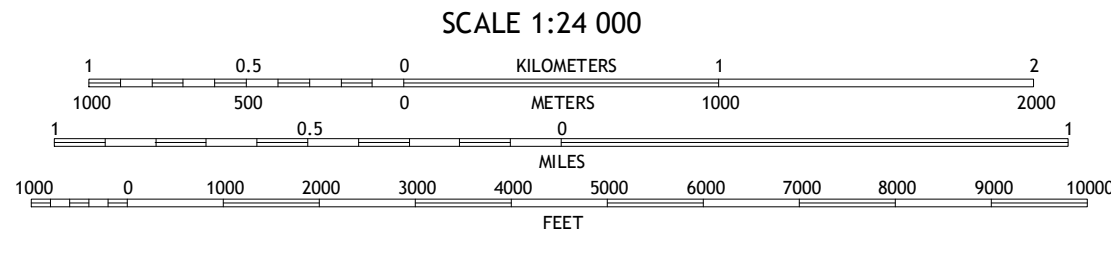 SCALE 1:24 000
1 0.5 0 KILOMETERS 1 2
1000 500 0 METERS 1000 2000
1 0.5 0 1
MILES
1000 0 1000 2000 3000 4000 5000 6000 7000 8000 9000 10000
FEET